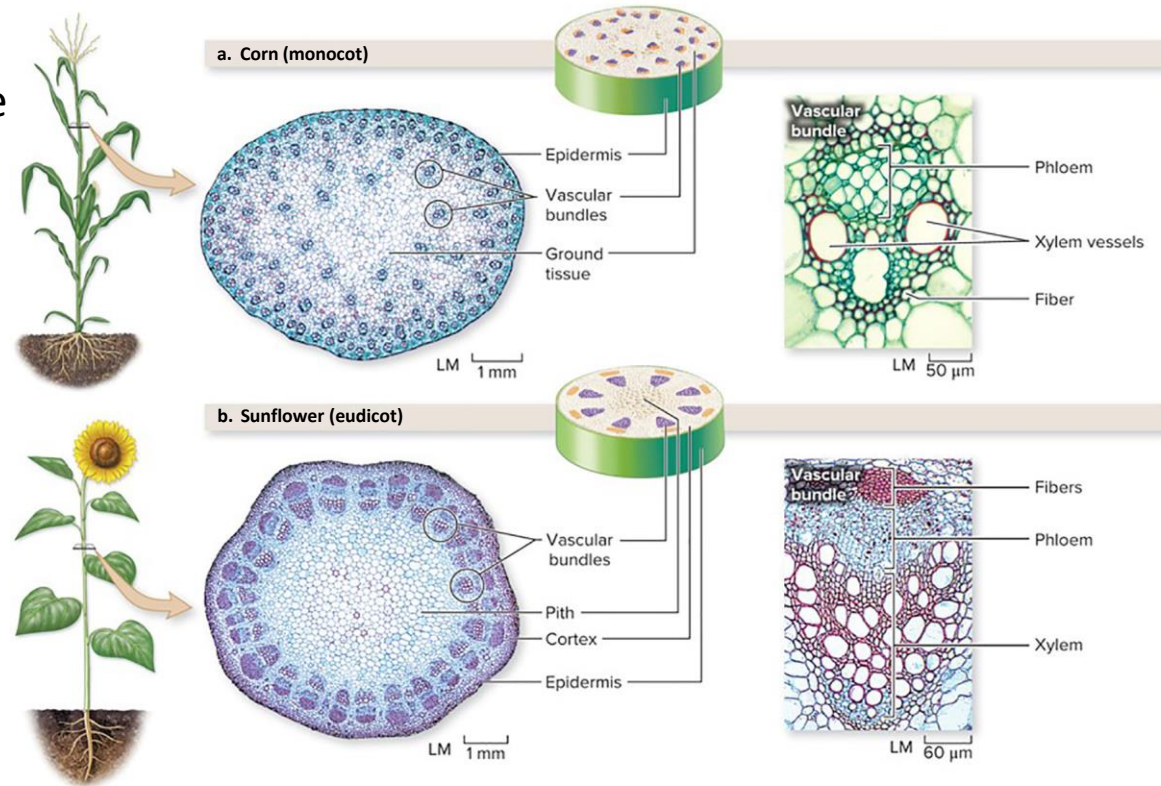 e
a. Corn (monocot)
Epidermis
Vascular
bundles
Ground
tissue
LM 1 mm
Vascular
bundle
Phloem
Xylem vessels
Fiber
LM 50 µm
b. Sunflower (eudicot)
Vascular
bundles
Pith
Cortex
Epidermis
LM 1 mm
Vascular
bundle
Fibers
Phloem
Xylem
LM 60 µm